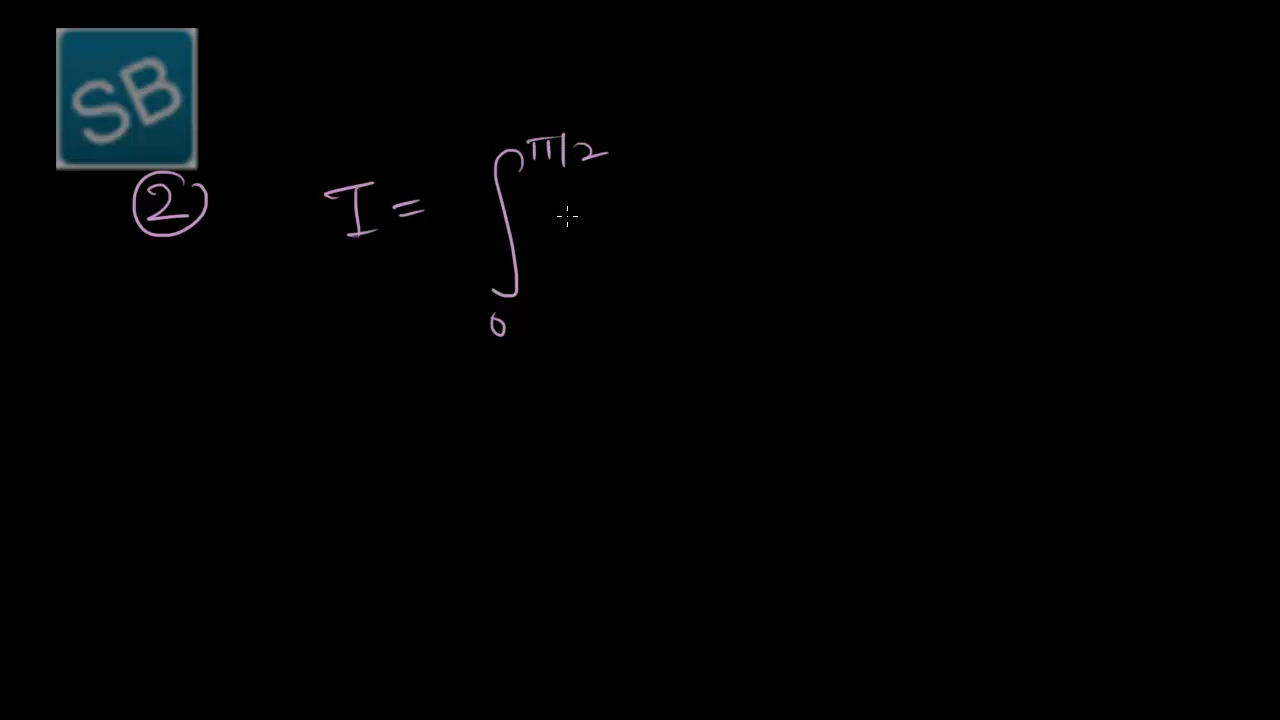 SB
② I = ∫₀^π/2